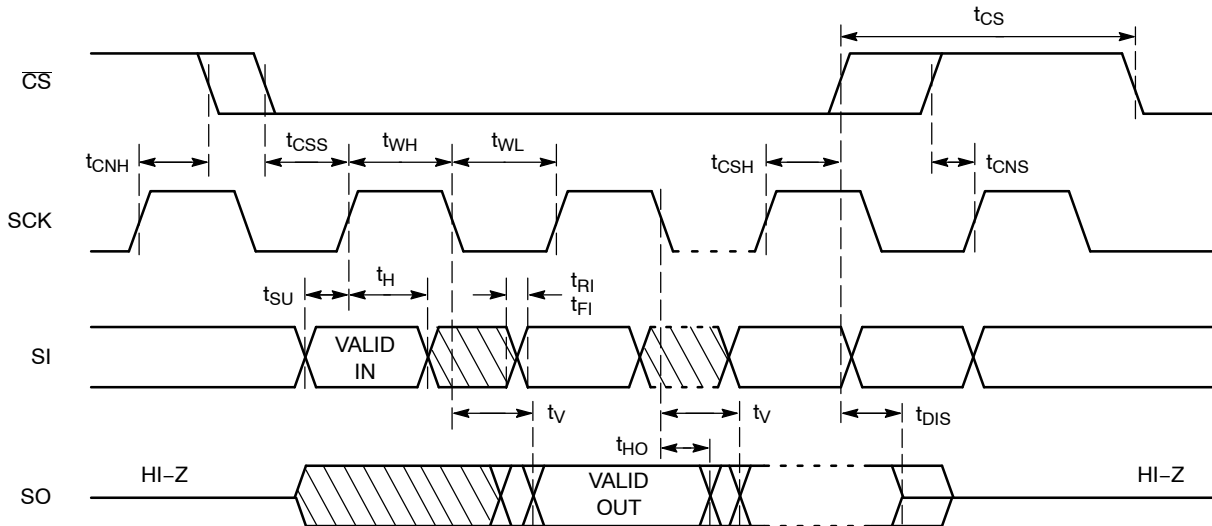 tCS
CS
tCSS
tWH
tWL
tCNH
tCSH
tCNS
SCK
tSU
tH
tRI
tFI
SI
VALID
IN
tV
tV
tDIS
tHO
HI–Z
HI–Z
SO
VALID
OUT